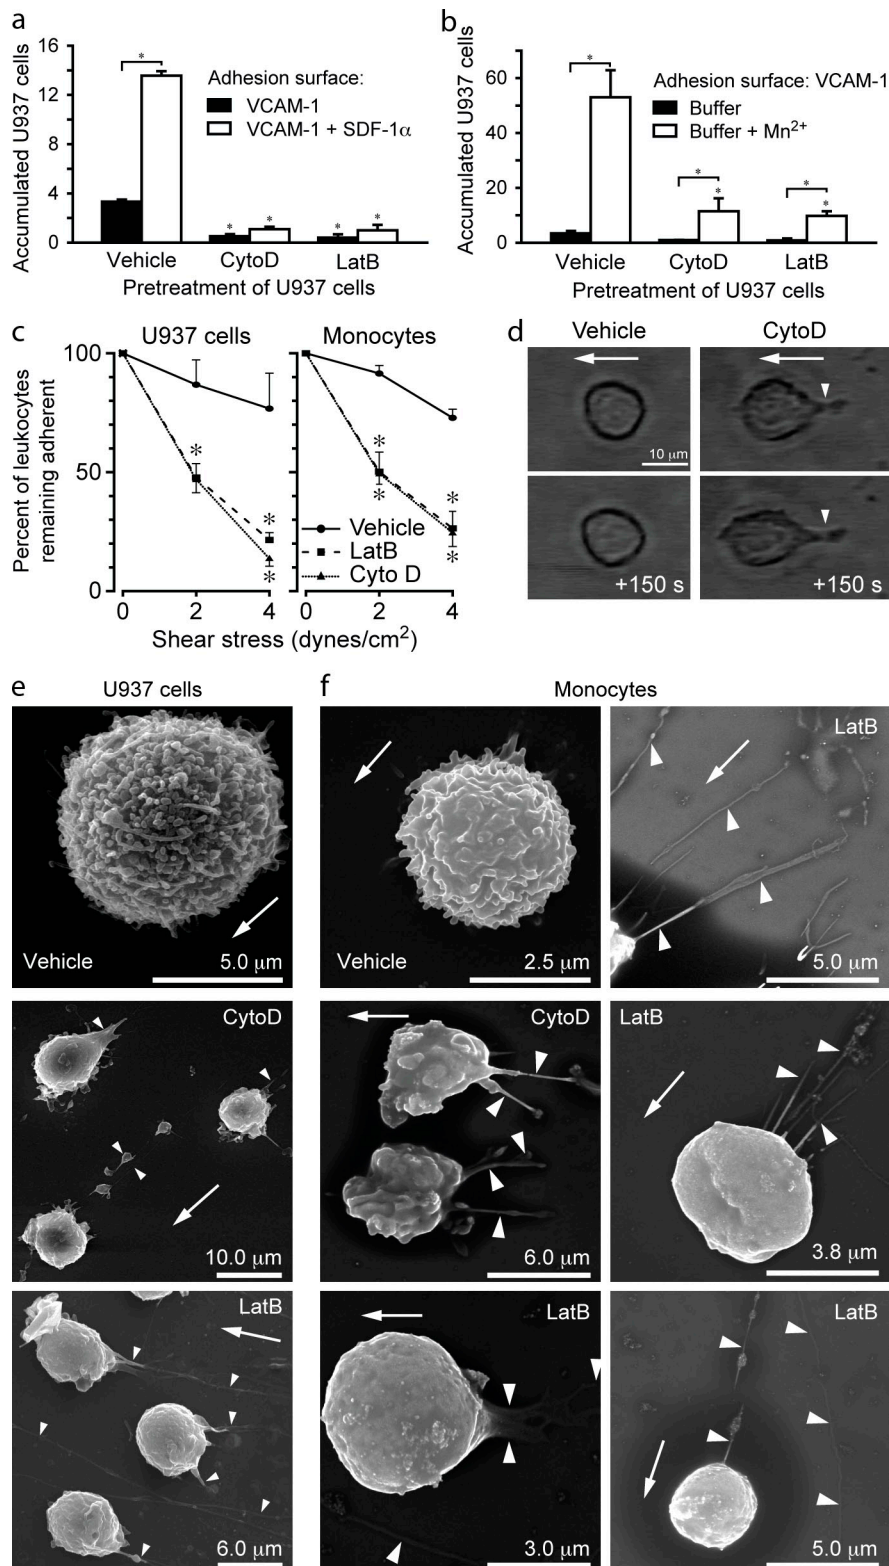 a
Accumulated U937 cells
16
12
8
4
0
*
Adhesion surface:
VCAM-1
VCAM-1 + SDF-1α
* * * *
Vehicle CytoD LatB
Pretreatment of U937 cells
b
Accumulated U937 cells
60
40
20
0
*
Adhesion surface: VCAM-1
Buffer
Buffer + Mn²⁺
* *
* *
Vehicle CytoD LatB
Pretreatment of U937 cells
c
U937 cells Monocytes
Percent of leukocytes
remaining adherent
100
50
0
* *
*
* *
* *
Vehicle
LatB
Cyto D
0 2 4 0 2 4
Shear stress (dynes/cm²)
d
Vehicle CytoD
10 μm
+150 s +150 s
e
U937 cells
Vehicle
5.0 μm
CytoD
10.0 μm
LatB
6.0 μm
f
Monocytes
Vehicle
2.5 μm
LatB
5.0 μm
CytoD
6.0 μm
LatB
3.8 μm
LatB
3.0 μm
LatB
5.0 μm